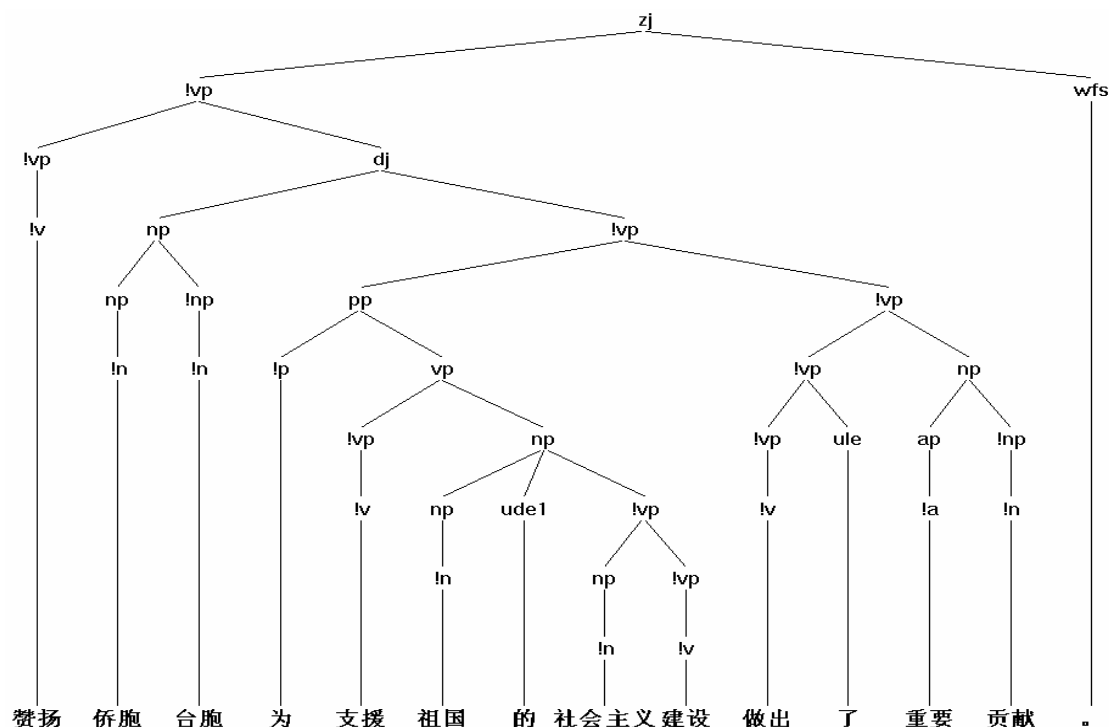 zj
!vp wfs
!vp dj
!v np !vp
np !np pp !vp
!n !n !p vp !vp np
!vp np !vp ule ap !np
!v np ude1 !vp !v !a !n
!n np !vp
!n !v
赞扬 侨胞 台胞 为 支援 祖国 的 社会主义 建设 做出 了 重要 贡献 。